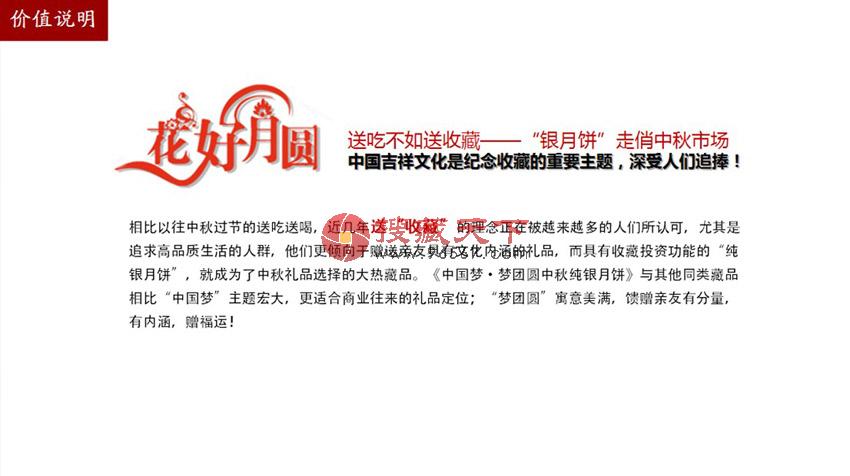 价值说明
花好月圆
送吃不如送收藏——“银月饼”走俏中秋市场
中国吉祥文化是纪念收藏的重要主题，深受人们追捧！
相比以往中秋过节的送吃送喝，近几年送“收藏”的理念正在被越来越多的人们所认可，尤其是
追求高品质生活的人群，他们更倾向于赠送亲友具有文化内涵的礼品，而具有收藏投资功能的“纯
银月饼”，就成为了中秋礼品选择的大热藏品。《中国梦·梦团圆中秋纯银月饼》与其他同类藏品
相比“中国梦”主题宏大，更适合商业往来的礼品定位；“梦团圆”寓意美满，馈赠亲友有分量，
有内涵，赠福运！
搜藏天下